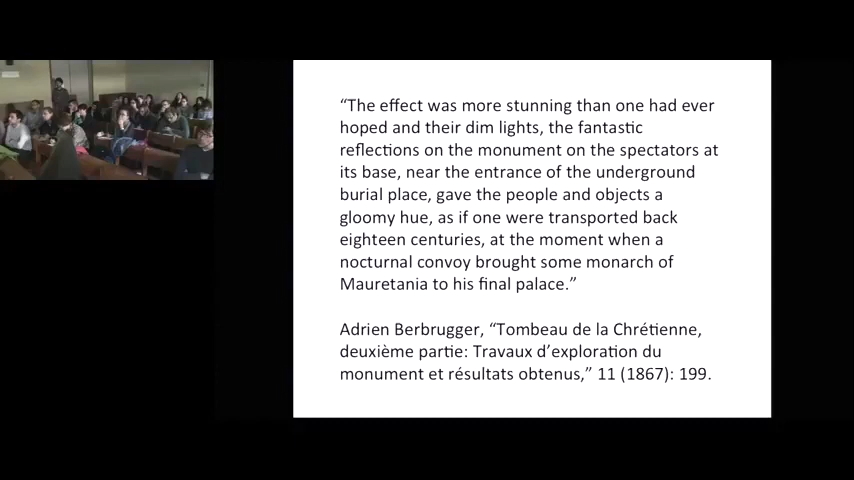 “The effect was more stunning than one had ever
hoped and their dim lights, the fantastic
reflections on the monument on the spectators at
its base, near the entrance of the underground
burial place, gave the people and objects a
gloomy hue, as if one were transported back
eighteen centuries, at the moment when a
nocturnal convoy brought some monarch of
Mauretania to his final palace.”
Adrien Berbrugger, “Tombeau de la Chrétienne,
deuxième partie: Travaux d’exploration du
monument et résultats obtenus,” 11 (1867): 199.